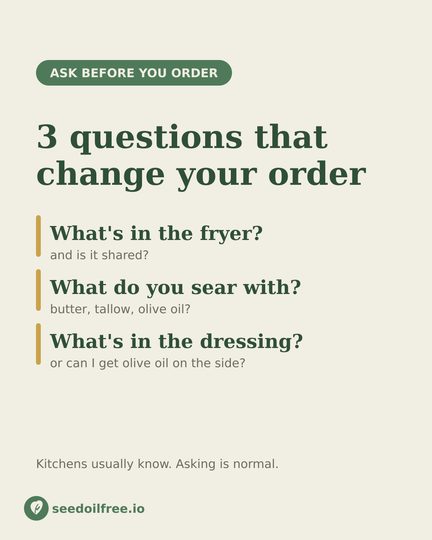 ASK BEFORE YOU ORDER
3 questions that
change your order
What's in the fryer?
and is it shared?
What do you sear with?
butter, tallow, olive oil?
What's in the dressing?
or can I get olive oil on the side?
Kitchens usually know. Asking is normal.
seedoilfree.io